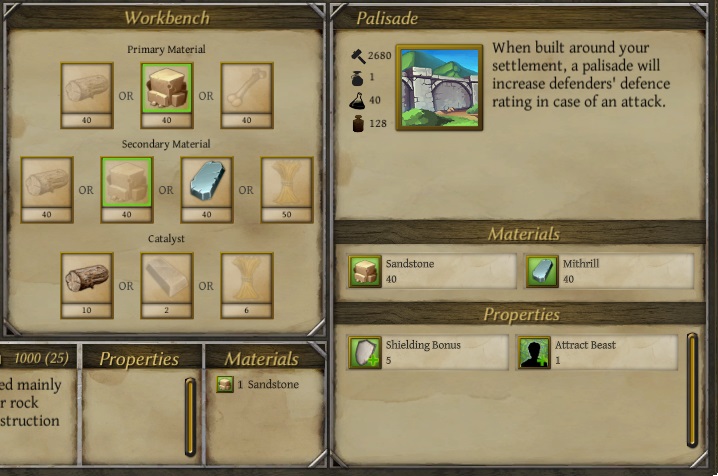 Workbench
Primary Material
OR
OR
40
40
40
Secondary Material
OR
OR
OR
40
40
40
50
Catalyst
OR
OR
10
2
6
1000 (25)
ed mainly
r rock
struction
Properties
Materials
1 Sandstone
Palisade
2680
1
40
128
When built around your
settlement, a palisade will
increase defenders' defence
rating in case of an attack.
Materials
Sandstone
40
Mithrill
40
Properties
Shielding Bonus
5
Attract Beast
1